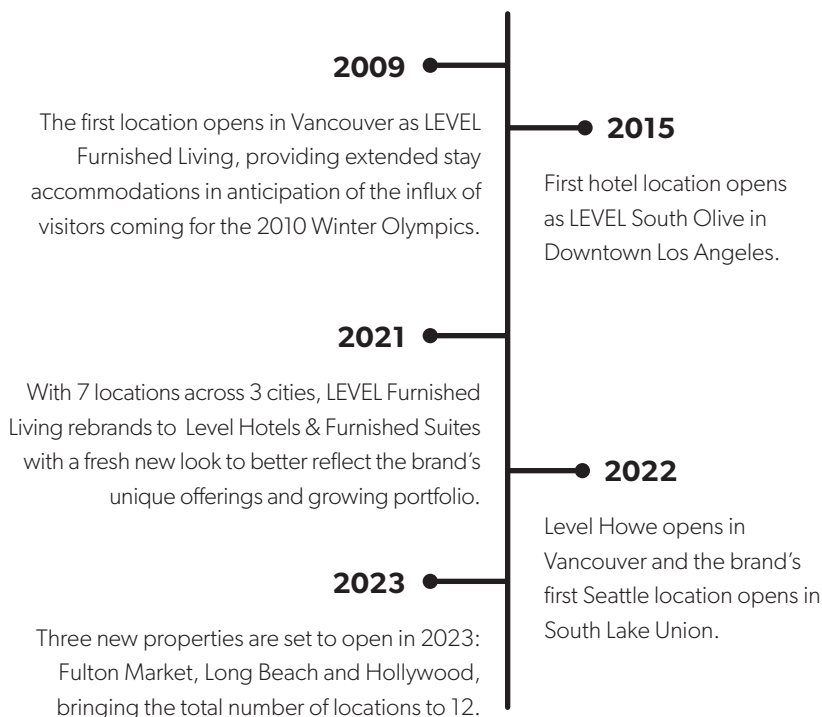 2009
The first location opens in Vancouver as LEVEL
Furnished Living, providing extended stay
accommodations in anticipation of the influx of
visitors coming for the 2010 Winter Olympics.
2015
First hotel location opens
as LEVEL South Olive in
Downtown Los Angeles.
2021
With 7 locations across 3 cities, LEVEL Furnished
Living rebrands to Level Hotels & Furnished Suites
with a fresh new look to better reflect the brand’s
unique offerings and growing portfolio.
2022
Level Howe opens in
Vancouver and the brand’s
first Seattle location opens in
South Lake Union.
2023
Three new properties are set to open in 2023:
Fulton Market, Long Beach and Hollywood,
bringing the total number of locations to 12.